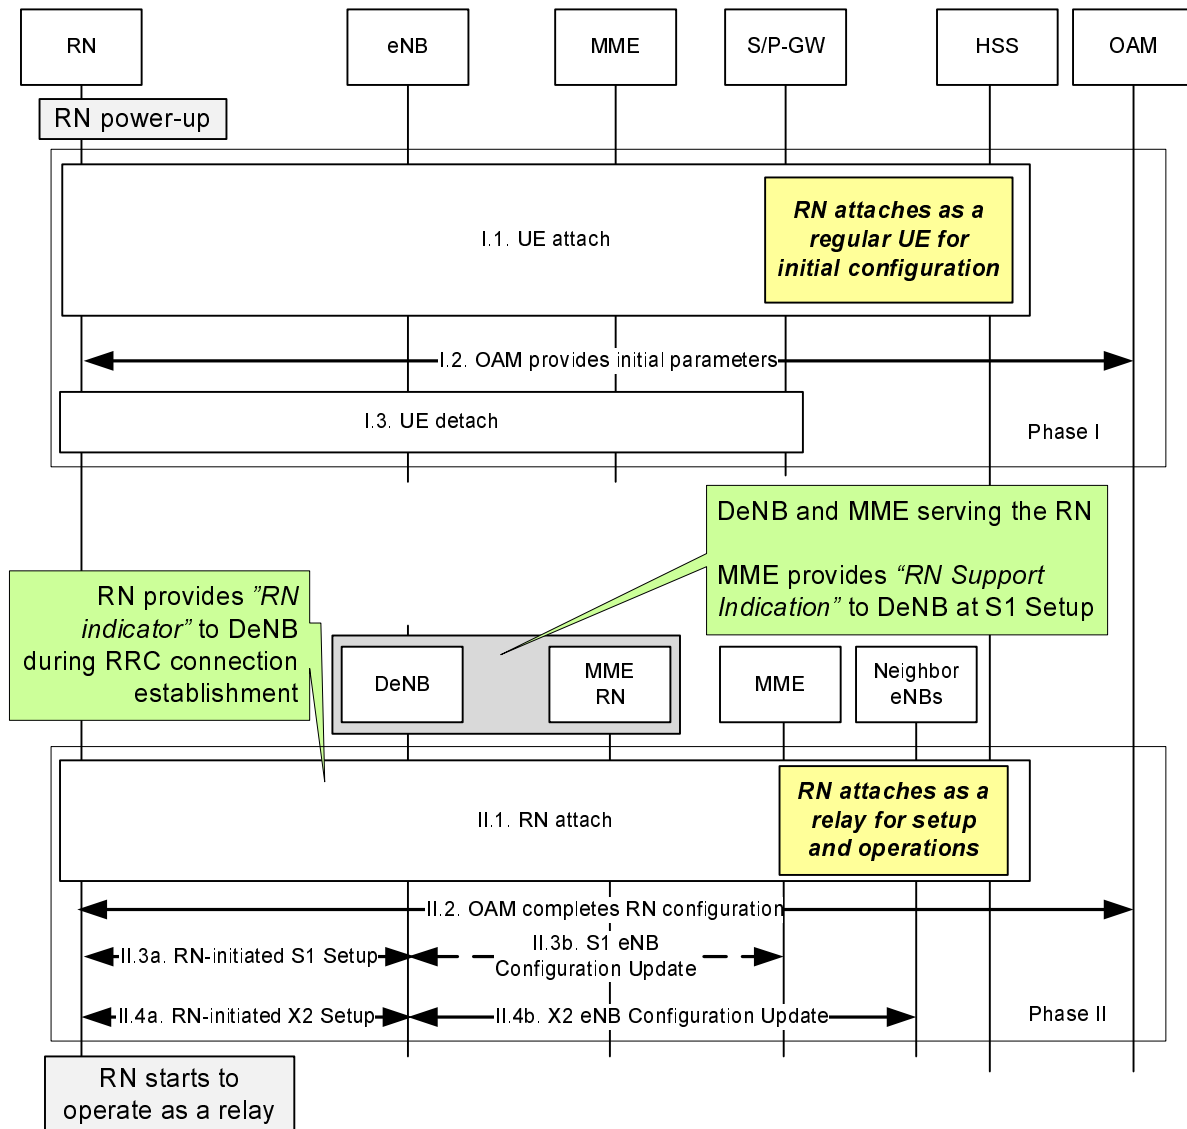 RN
eNB
MME
S/P-GW
HSS
OAM
RN power-up
RN attaches as a
regular UE for
initial configuration
I.1. UE attach
I.2. OAM provides initial parameters
I.3. UE detach
Phase I
DeNB and MME serving the RN
MME provides “RN Support
Indication” to DeNB at S1 Setup
RN provides ”RN
indicator” to DeNB
during RRC connection
establishment
DeNB
MME
RN
MME
Neighbor
eNBs
RN attaches as a
relay for setup
and operations
II.1. RN attach
II.2. OAM completes RN configuration
II.3a. RN-initiated S1 Setup
II.3b. S1 eNB
Configuration Update
II.4a. RN-initiated X2 Setup
II.4b. X2 eNB Configuration Update
Phase II
RN starts to
operate as a relay